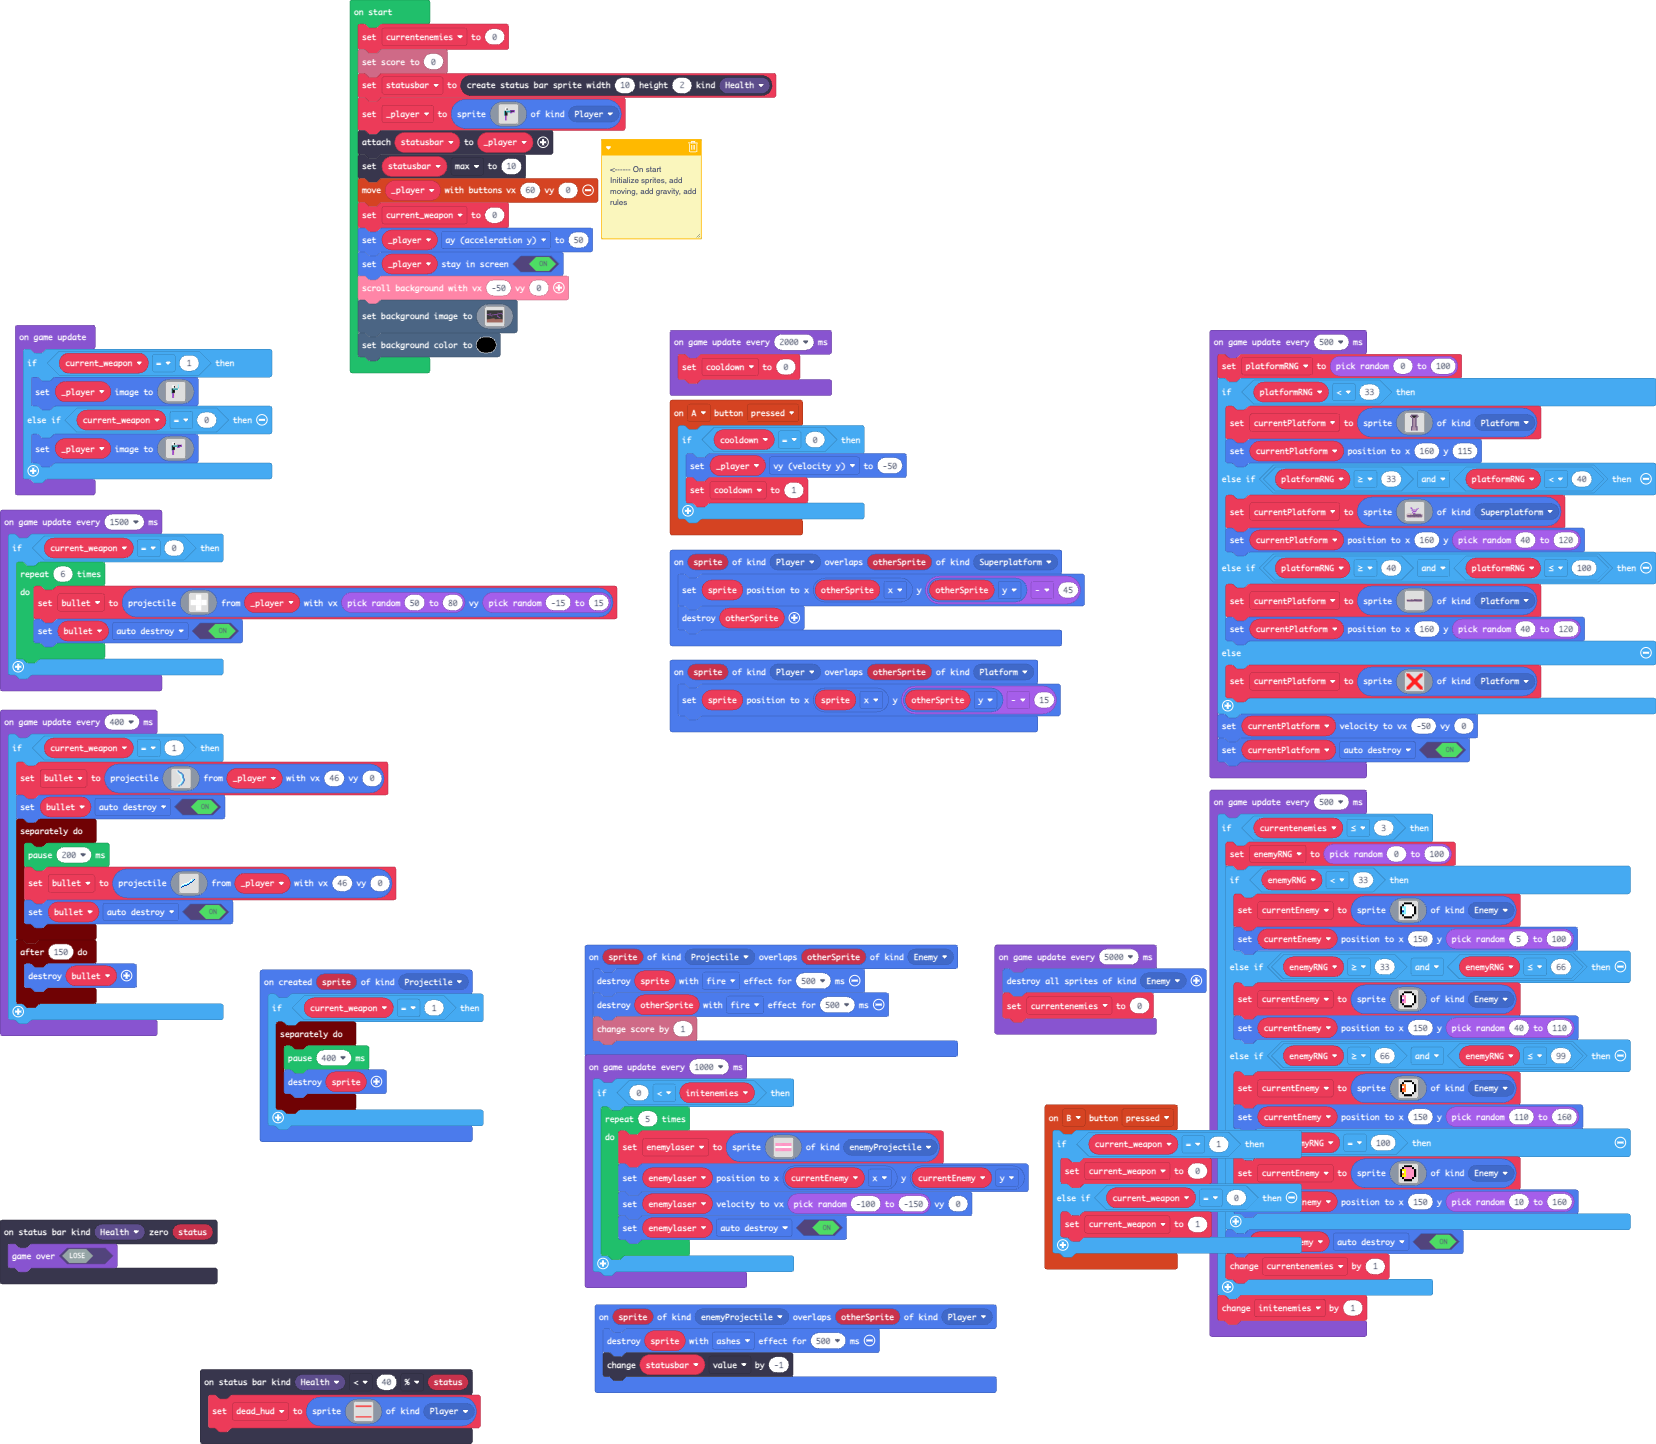 on start
set currentenemies to 0
set score to 0
set statusbar to create status bar sprite width 10 height 2 kind Health
set _player to sprite of kind Player
attach statusbar to _player
set statusbar max to 10
move _player with buttons vx 60 vy 0
set current_weapon to 0
set _player ay (acceleration y) to 50
set _player stay in screen ON
scroll background with vx -50 vy 0
set background image to
set background color to
<------ On start
Initialize sprites, add
moving, add gravity, add
rules
on game update
if current_weapon = 1 then
set _player image to
else if current_weapon = 0 then
set _player image to
on game update every 1500 ms
if current_weapon = 0 then
repeat 6 times
do set bullet to projectile from _player with vx pick random 50 to 80 vy pick random -15 to 15
set bullet auto destroy ON
on game update every 400 ms
if current_weapon = 1 then
set bullet to projectile from _player with vx 46 vy 0
set bullet auto destroy ON
separately do
pause 200 ms
set bullet to projectile from _player with vx 46 vy 0
set bullet auto destroy ON
after 150 do
destroy bullet
on created sprite of kind Projectile
if current_weapon = 1 then
separately do
pause 400 ms
destroy sprite
on status bar kind Health zero status
game over LOSE
on status bar kind Health < 40 % status
set dead_hud to sprite of kind Player
on game update every 2000 ms
set cooldown to 0
on A button pressed
if cooldown = 0 then
set _player vy (velocity y) to -50
set cooldown to 1
on sprite of kind Player overlaps otherSprite of kind Superplatform
set sprite position to x otherSprite x y otherSprite y - 45
destroy otherSprite
on sprite of kind Player overlaps otherSprite of kind Platform
set sprite position to x sprite x y otherSprite y - 15
on sprite of kind Projectile overlaps otherSprite of kind Enemy
destroy sprite with fire effect for 500 ms
destroy otherSprite with fire effect for 500 ms
change score by 1
on game update every 1000 ms
if 0 < initenemies then
repeat 5 times
do set enemylaser to sprite of kind enemyProjectile
set enemylaser position to x currentEnemy x y currentEnemy y
set enemylaser velocity to vx pick random -100 to -150 vy 0
set enemylaser auto destroy ON
on sprite of kind enemyProjectile overlaps otherSprite of kind Player
destroy sprite with ashes effect for 500 ms
change statusbar value by -1
on game update every 5000 ms
destroy all sprites of kind Enemy
set currentenemies to 0
on B button pressed
if current_weapon = 1 then
set current_weapon to 0
else if current_weapon = 0 then
set current_weapon to 1
on game update every 500 ms
set platformRNG to pick random 0 to 100
if platformRNG < 33 then
set currentPlatform to sprite of kind Platform
set currentPlatform position to x 160 y 115
else if platformRNG ≥ 33 and platformRNG < 40 then
set currentPlatform to sprite of kind Superplatform
set currentPlatform position to x 160 y pick random 40 to 120
else if platformRNG ≥ 40 and platformRNG ≤ 100 then
set currentPlatform to sprite of kind Platform
set currentPlatform position to x 160 y pick random 40 to 120
else
set currentPlatform to sprite of kind Platform
set currentPlatform velocity to vx -50 vy 0
set currentPlatform auto destroy ON
on game update every 500 ms
if currentenemies ≤ 3 then
set enemyRNG to pick random 0 to 100
if enemyRNG < 33 then
set currentEnemy to sprite of kind Enemy
set currentEnemy position to x 150 y pick random 5 to 100
else if enemyRNG ≥ 33 and enemyRNG ≤ 66 then
set currentEnemy to sprite of kind Enemy
set currentEnemy position to x 150 y pick random 40 to 110
else if enemyRNG ≥ 66 and enemyRNG ≤ 99 then
set currentEnemy to sprite of kind Enemy
set currentEnemy position to x 150 y pick random 110 to 160
myRNG = 100 then
set currentEnemy to sprite of kind Enemy
nemy position to x 150 y pick random 10 to 160
emy auto destroy ON
change currentenemies by 1
change initenemies by 1